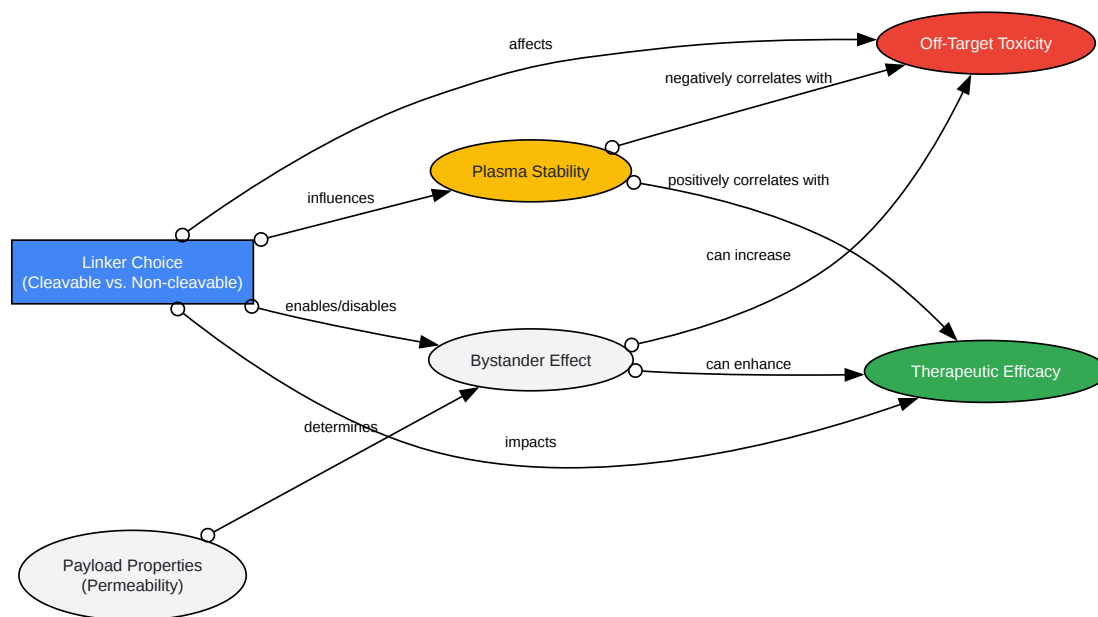 affects
Off-Target Toxicity
negatively correlates with
Plasma Stability
positively correlates with
influences
Linker Choice
(Cleavable vs. Non-cleavable)
can increase
enables/disables
Bystander Effect
can enhance
Therapeutic Efficacy
determines
impacts
Payload Properties
(Permeability)